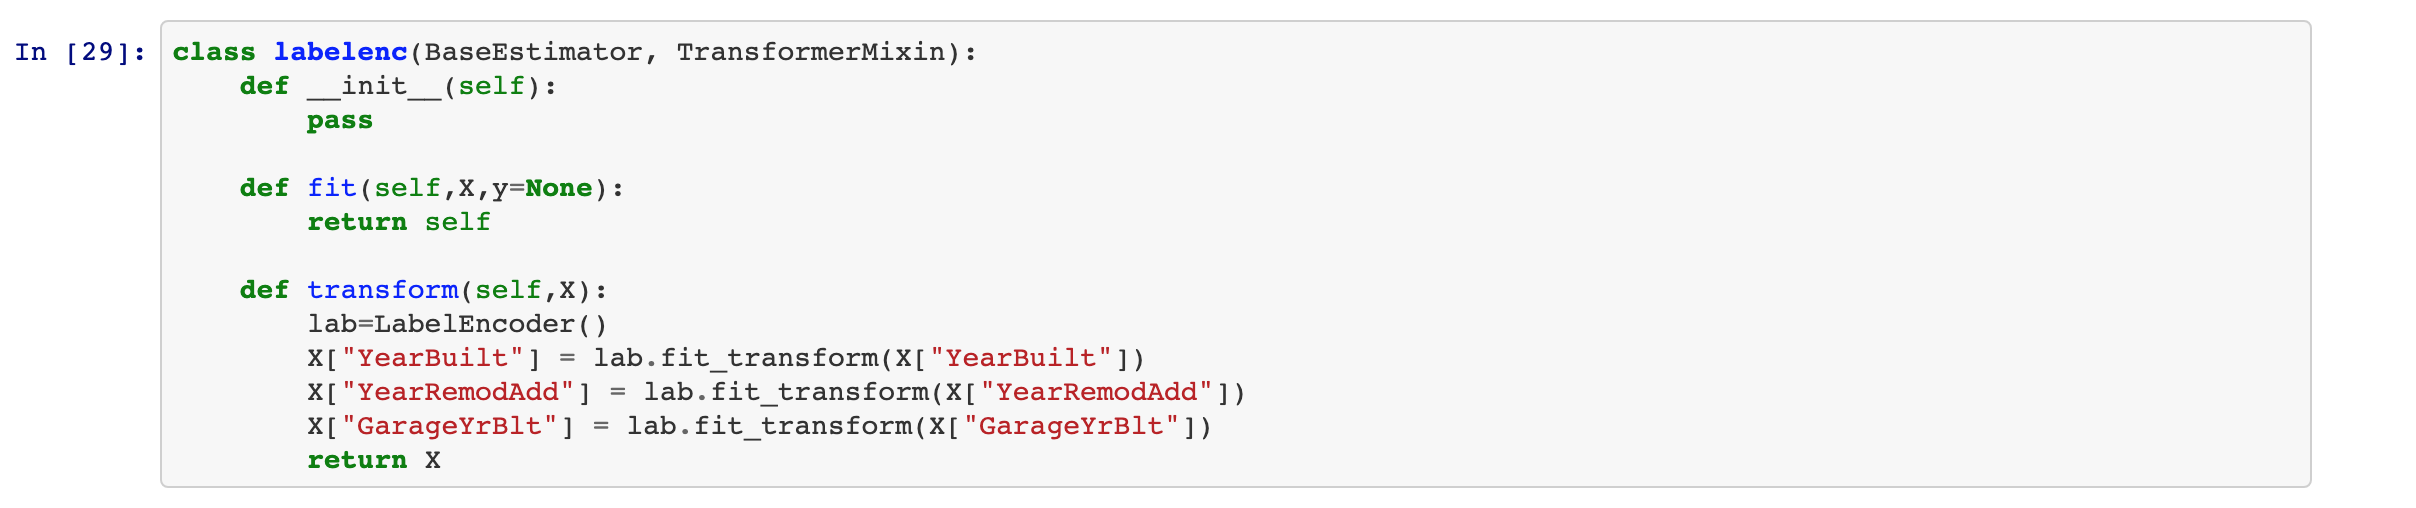 In [29]: class labelenc(BaseEstimator, TransformerMixin):
    def __init__(self):
        pass

    def fit(self,X,y=None):
        return self

    def transform(self,X):
        lab=LabelEncoder()
        X["YearBuilt"] = lab.fit_transform(X["YearBuilt"])
        X["YearRemodAdd"] = lab.fit_transform(X["YearRemodAdd"])
        X["GarageYrBlt"] = lab.fit_transform(X["GarageYrBlt"])
        return X